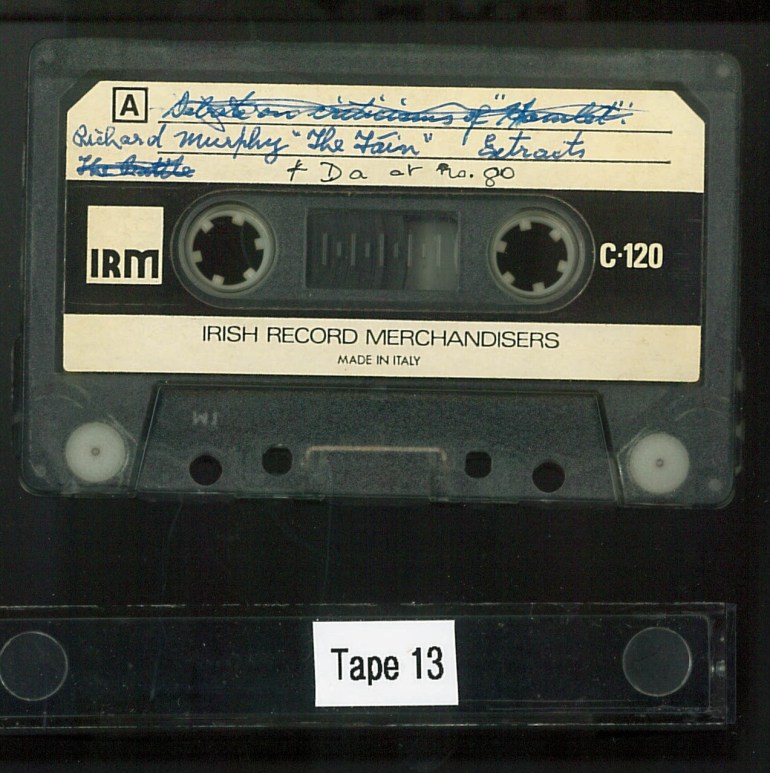 A Debate on criticisms of "Hamlet".
Richard Murphy "The Táin" Extracts
The Battle + Da at no. 80
IRM C·120
IRISH RECORD MERCHANDISERS
MADE IN ITALY
Tape 13